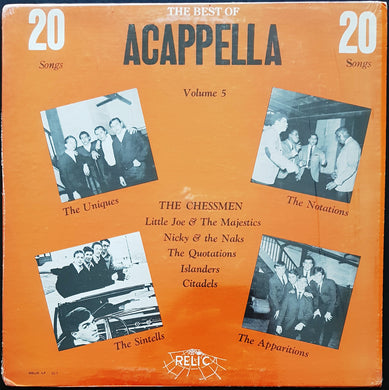 THE BEST OF
20 Songs
ACAPPELLA
20 Songs
Volume 5
The Uniques
The Notations
THE CHESSMEN
Little Joe & The Majestics
Nicky & the Naks
The Quotations
Islanders
Citadels
The Sintells
The Apparitions
RELIC